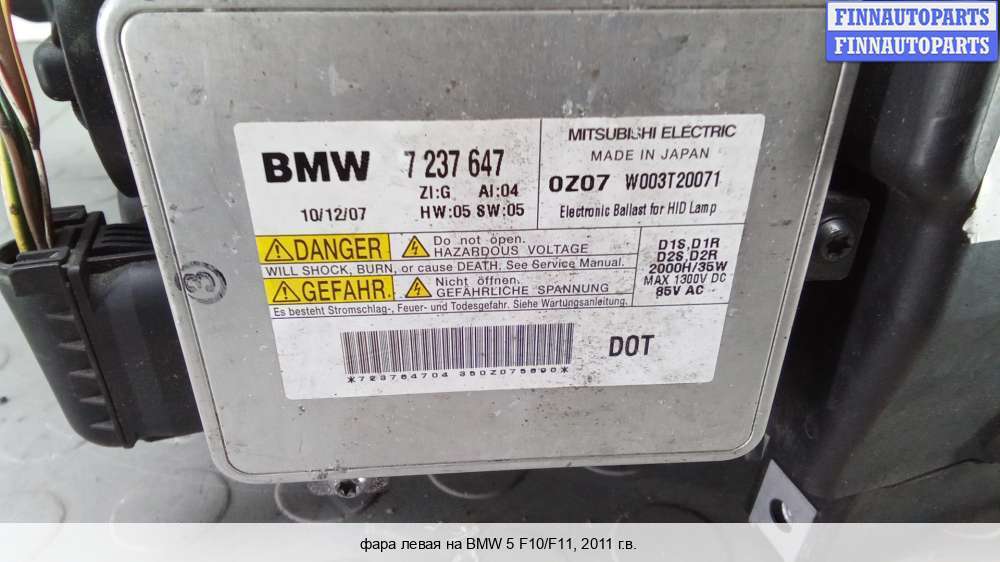 FINNAUTOPARTS
FINNAUTOPARTS
BMW 7 237 647
ZI:G AI:04
10/12/07 HW:05 SW:05
MITSUBISHI ELECTRIC
MADE IN JAPAN
0Z07 W003T20071
Electronic Ballast for HID Lamp
DANGER Do not open.
HAZARDOUS VOLTAGE
WILL SHOCK, BURN, or cause DEATH. See Service Manual.
GEFAHR Nicht öffnen.
GEFÄHRLICHE SPANNUNG
Es besteht Stromschlag-, Feuer- und Todesgefahr. Siehe Wartungsanleitung.
D1S,D1R
D2S,D2R
2000H/35W
MAX 1300V DC
85V AC
*723764704 350Z075690*
DOT
3
фара левая на BMW 5 F10/F11, 2011 г.в.